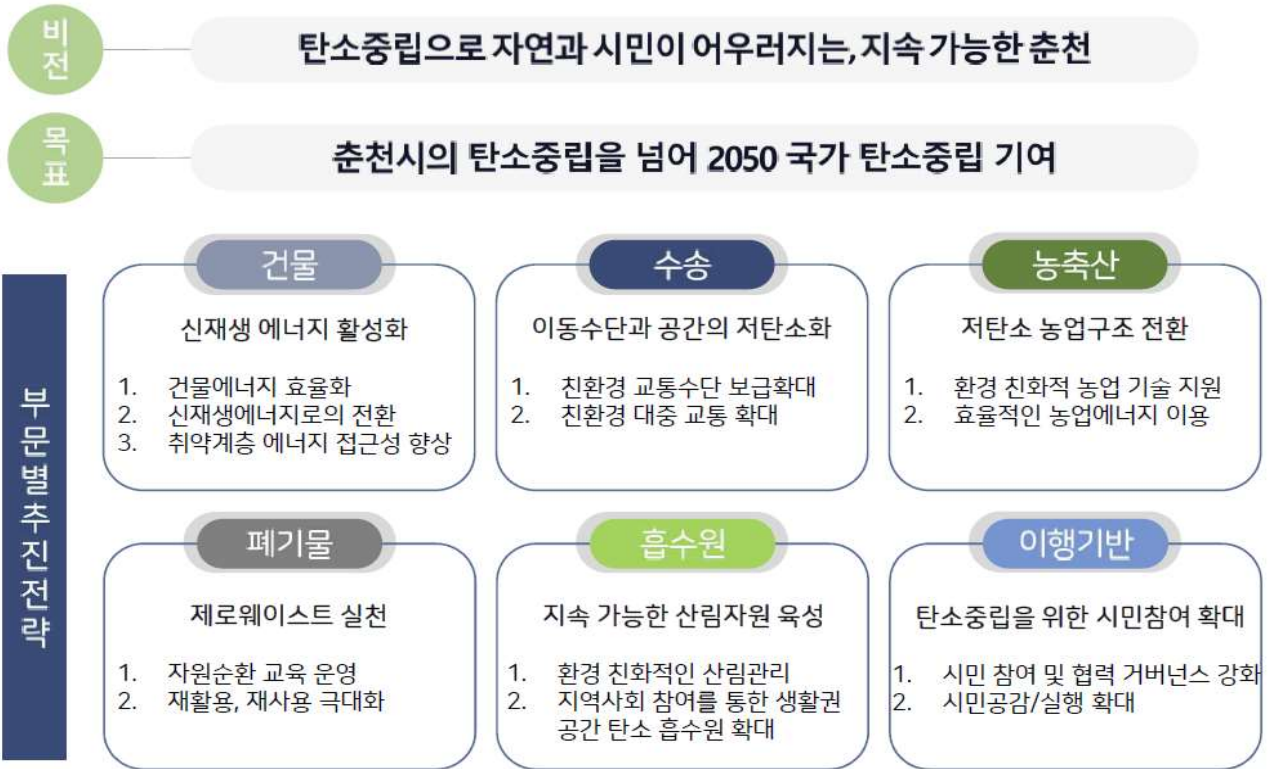 비전
탄소중립으로 자연과 시민이 어우러지는, 지속 가능한 춘천
목표
춘천시의 탄소중립을 넘어 2050 국가 탄소중립 기여
부문별추진전략
건물
신재생 에너지 활성화
1. 건물에너지 효율화
2. 신재생에너지로의 전환
3. 취약계층 에너지 접근성 향상
수송
이동수단과 공간의 저탄소화
1. 친환경 교통수단 보급확대
2. 친환경 대중 교통 확대
농축산
저탄소 농업구조 전환
1. 환경 친화적 농업 기술 지원
2. 효율적인 농업에너지 이용
폐기물
제로웨이스트 실천
1. 자원순환 교육 운영
2. 재활용, 재사용 극대화
흡수원
지속 가능한 산림자원 육성
1. 환경 친화적인 산림관리
2. 지역사회 참여를 통한 생활권
공간 탄소 흡수원 확대
이행기반
탄소중립을 위한 시민참여 확대
1. 시민 참여 및 협력 거버넌스 강화
2. 시민공감/실행 확대